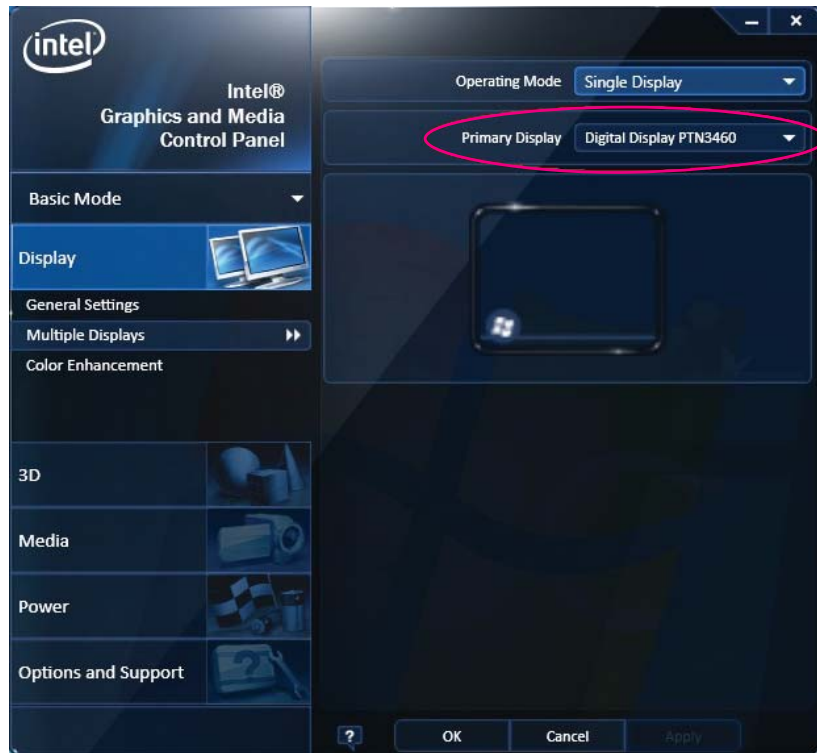 intel
Intel®
Graphics and Media
Control Panel
Basic Mode
Display
General Settings
Multiple Displays
Color Enhancement
3D
Media
Power
Options and Support
Operating Mode Single Display
Primary Display Digital Display PTN3460
? OK Cancel Apply